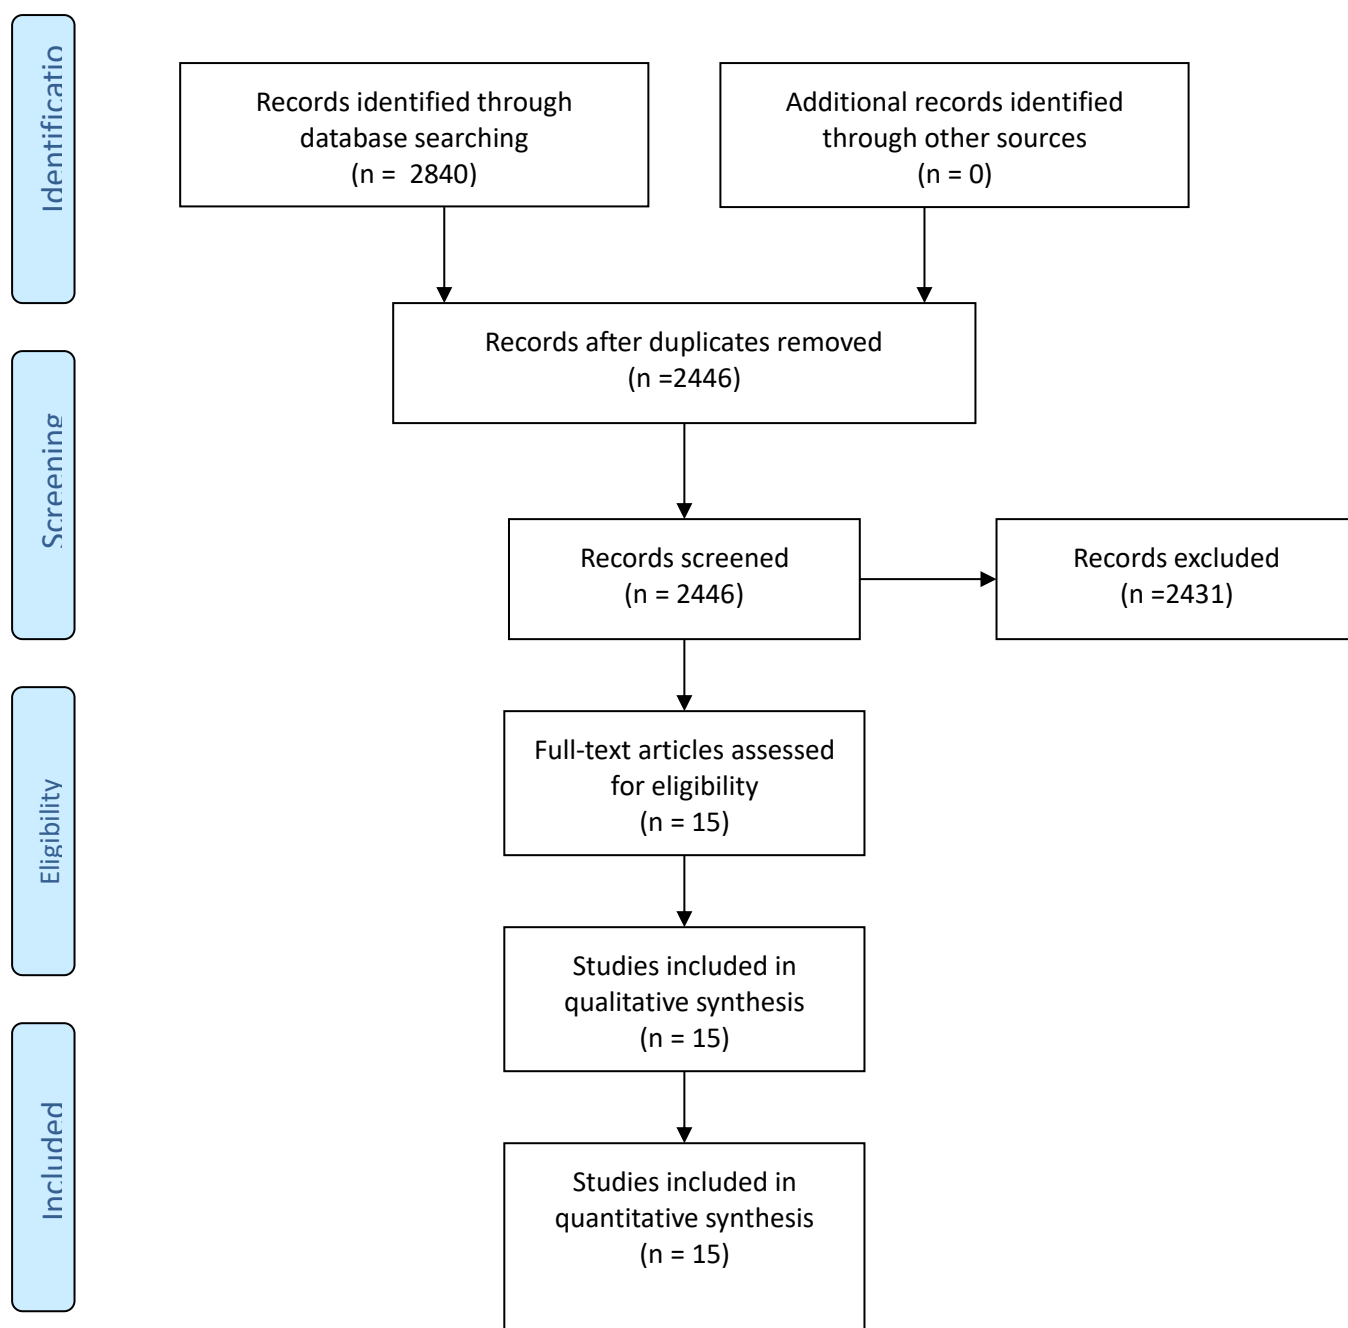 Identificatio
Records identified through
database searching
(n =  2840)
Additional records identified
through other sources
(n = 0)
Records after duplicates removed
(n =2446)
Screening
Records screened
(n = 2446)
Records excluded
(n =2431)
Eligibility
Full-text articles assessed
for eligibility
(n = 15)
Studies included in
qualitative synthesis
(n = 15)
Included
Studies included in
quantitative synthesis
(n = 15)